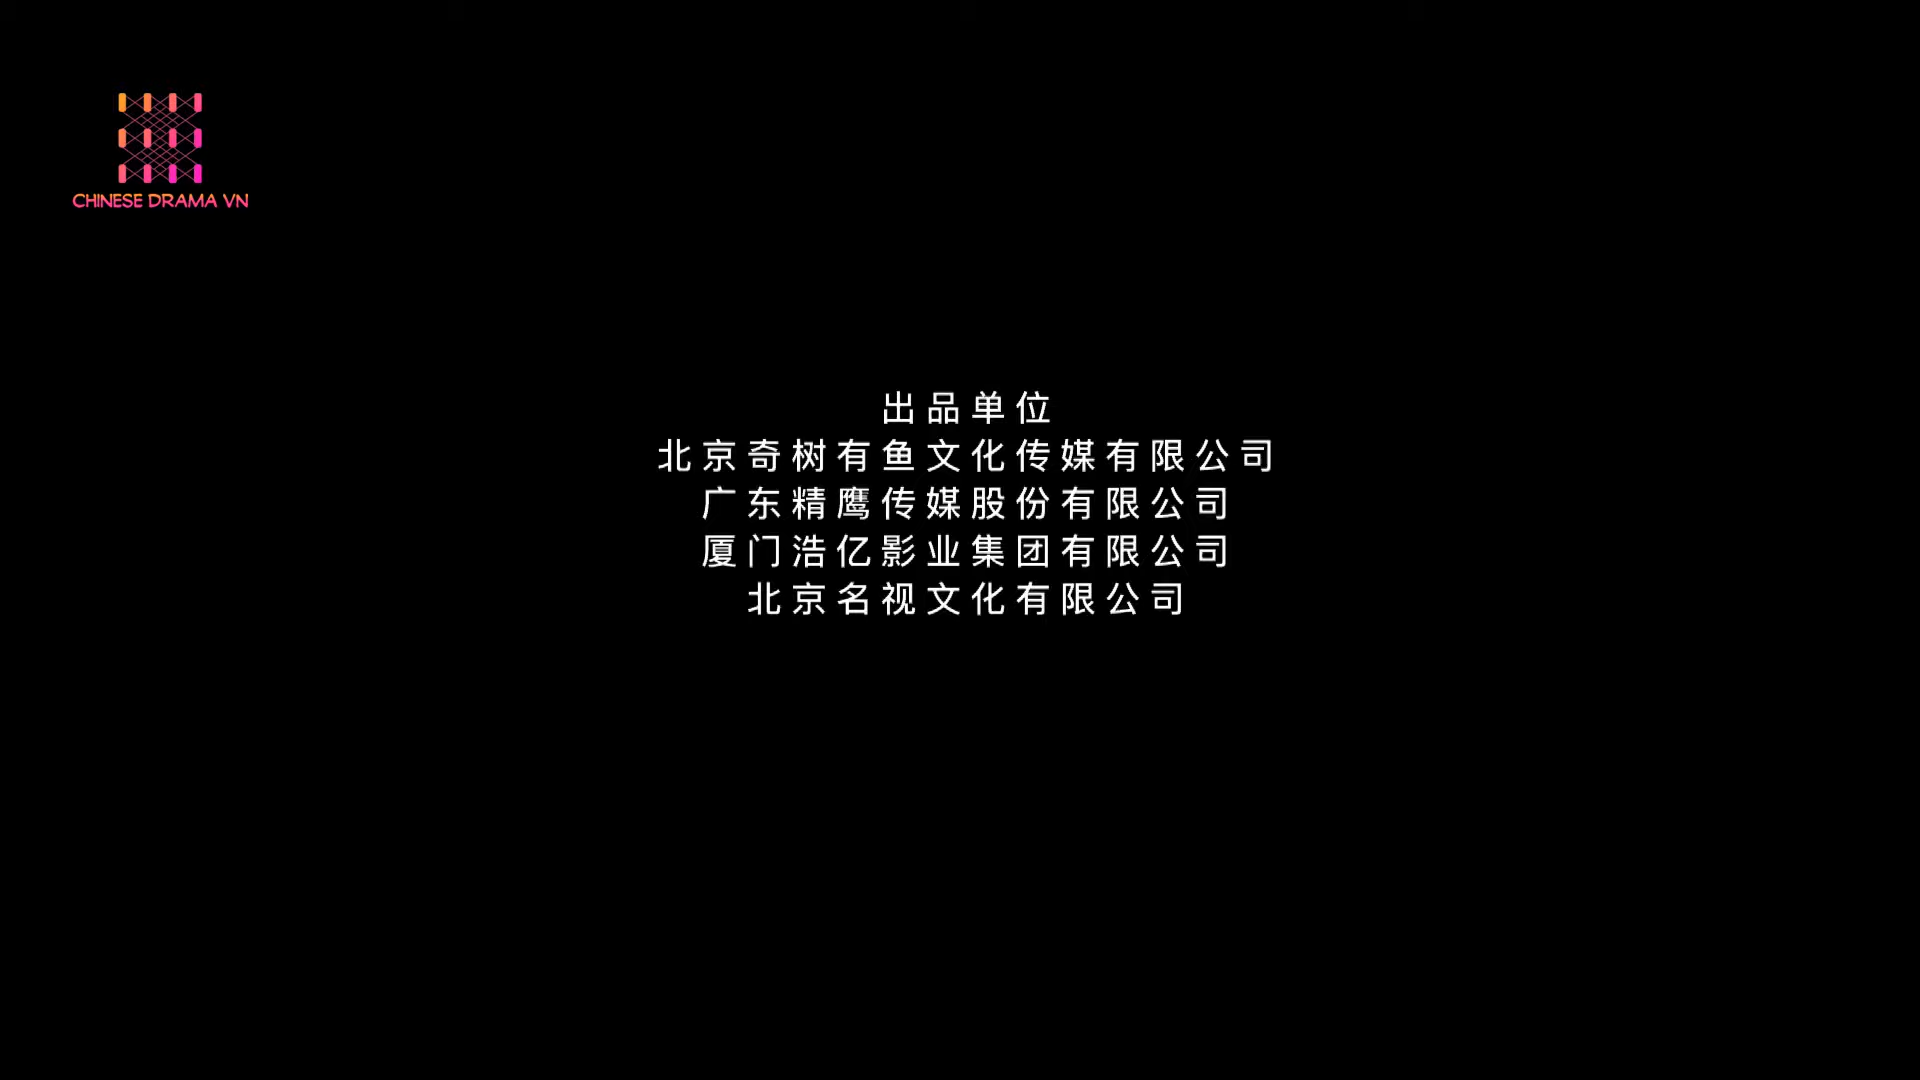 CHINESE DRAMA VN
出品单位
北京奇树有鱼文化传媒有限公司
广东精鹰传媒股份有限公司
厦门浩亿影业集团有限公司
北京名视文化有限公司